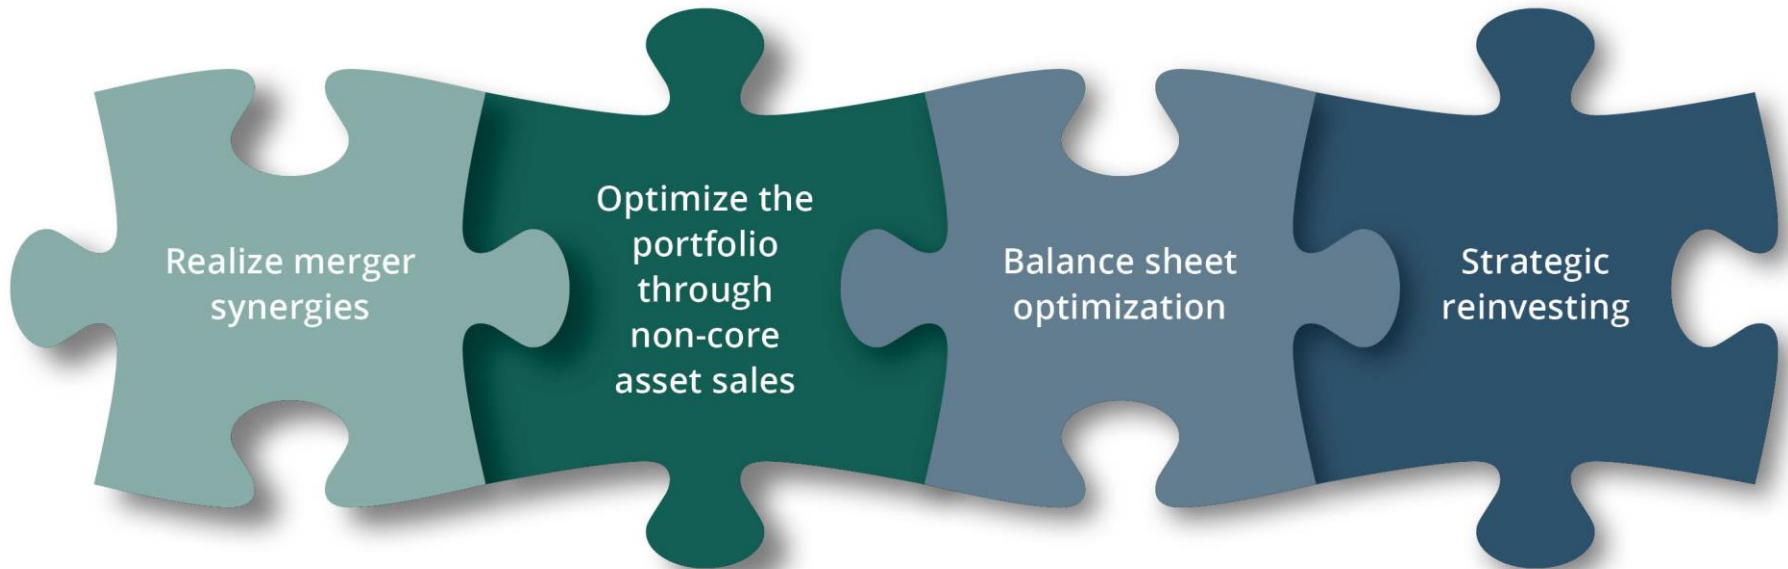 Realize merger
synergies
Optimize the
portfolio
through
non-core
asset sales
Balance sheet
optimization
Strategic
reinvesting